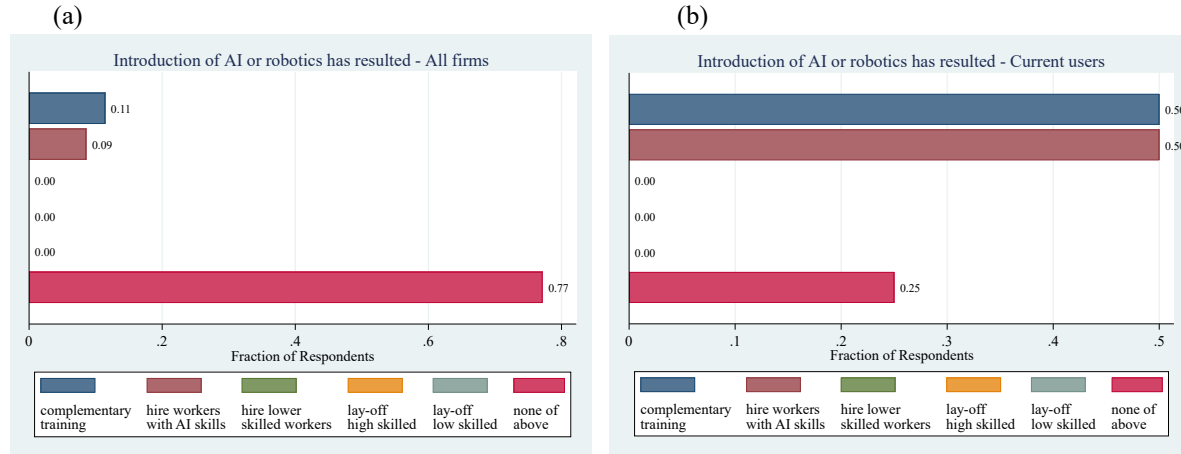 (a)
Introduction of AI or robotics has resulted - All firms
0.11
0.09
0.00
0.00
0.00
0.77
0 .2 .4 .6 .8
Fraction of Respondents
complementary training
hire workers with AI skills
hire lower skilled workers
lay-off high skilled
lay-off low skilled
none of above
(b)
Introduction of AI or robotics has resulted - Current users
0.50
0.50
0.00
0.00
0.00
0.25
0 .1 .2 .3 .4 .5
Fraction of Respondents
complementary training
hire workers with AI skills
hire lower skilled workers
lay-off high skilled
lay-off low skilled
none of above